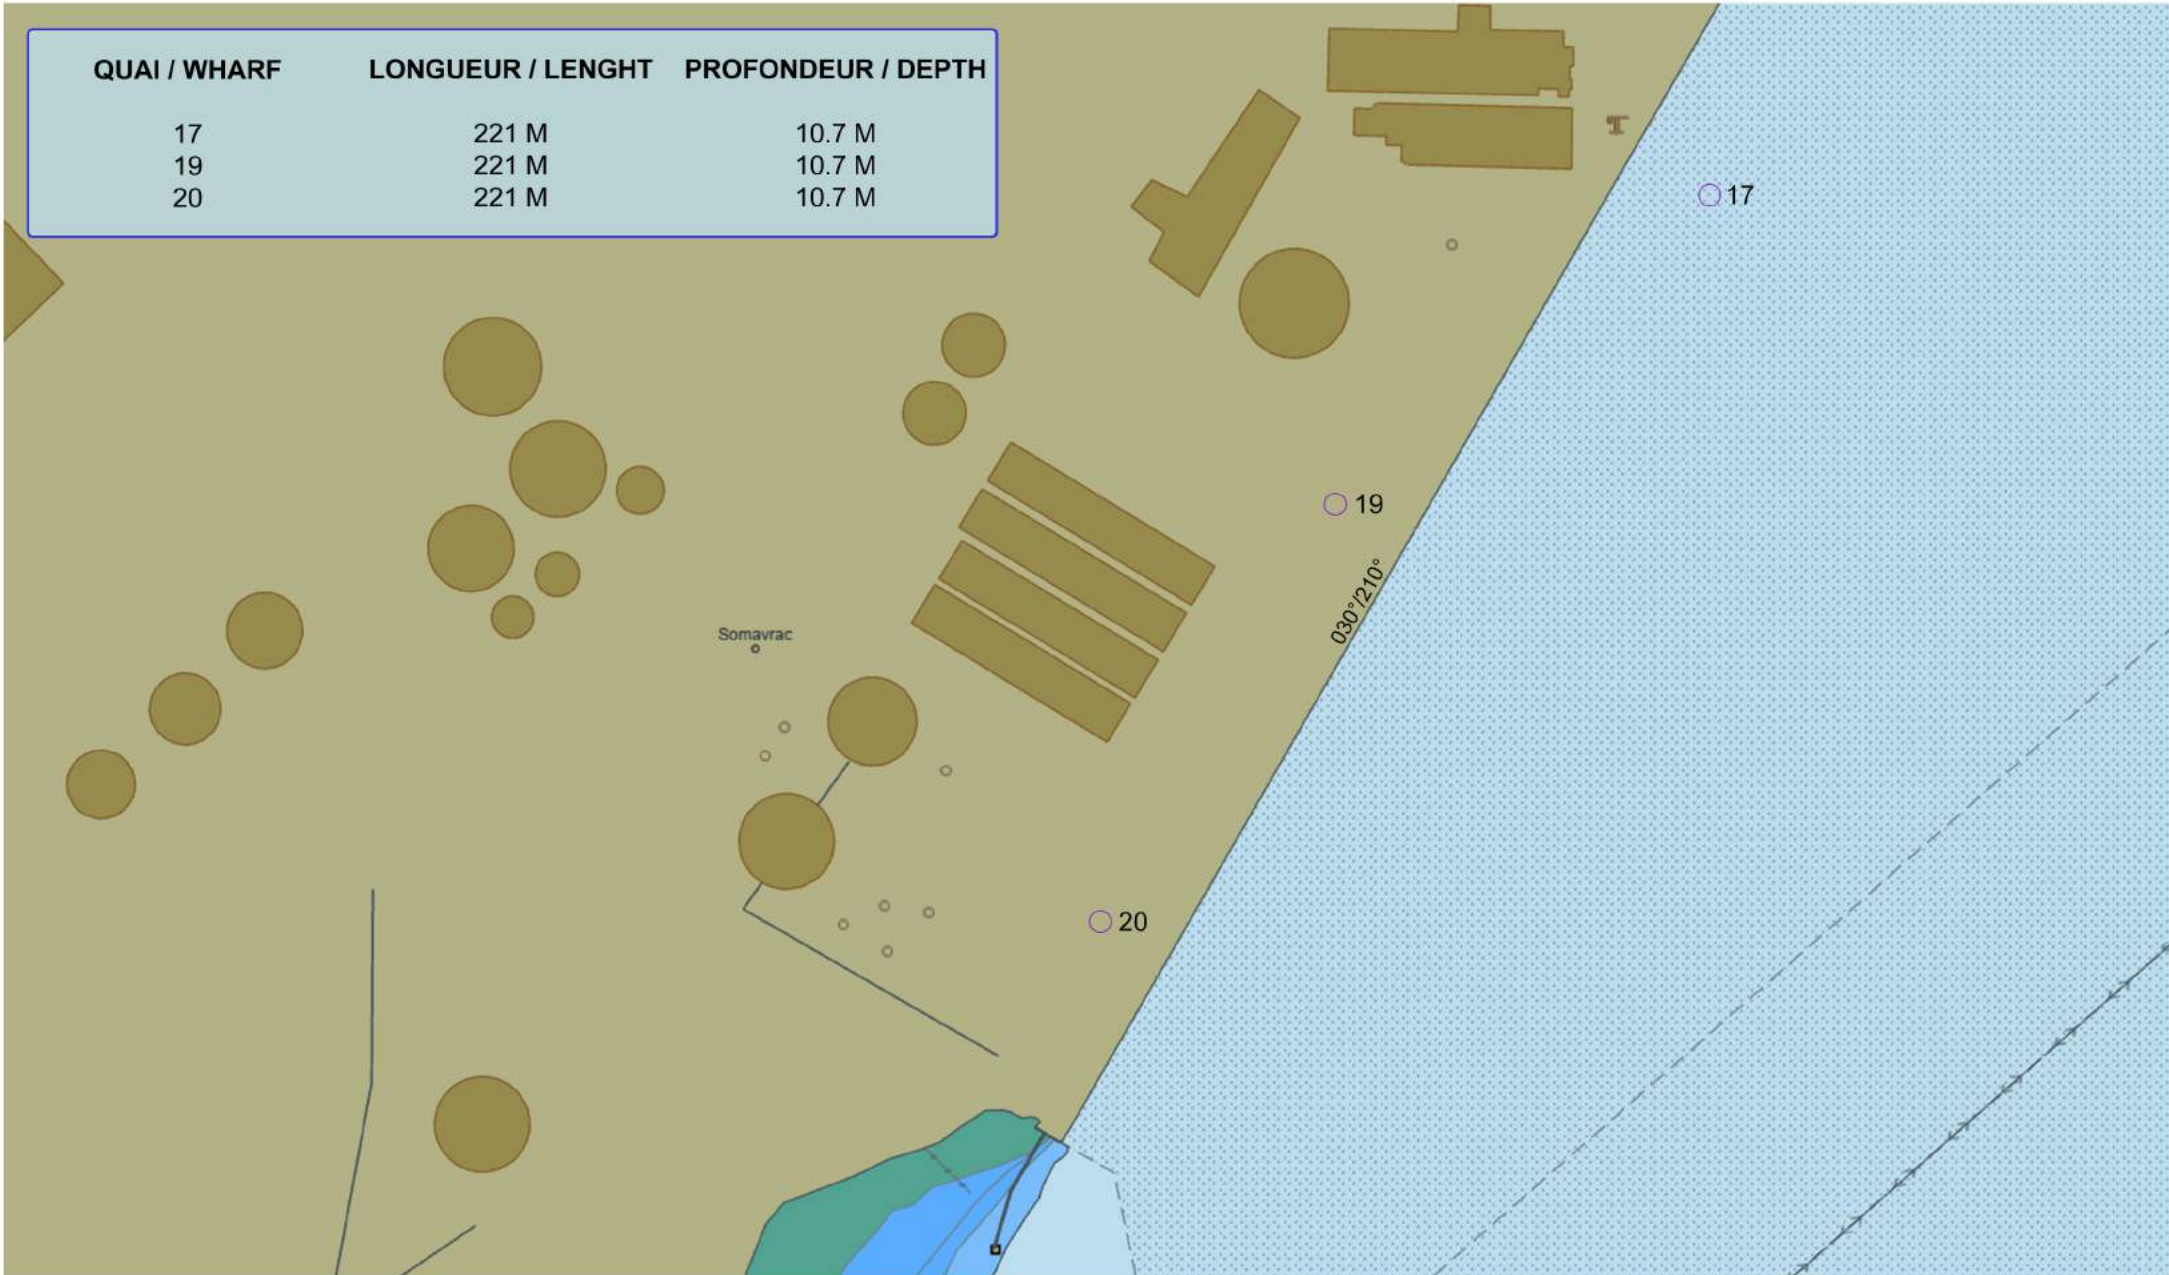 QUAI / WHARF LONGUEUR / LENGHT PROFONDEUR / DEPTH
17 221 M 10.7 M
19 221 M 10.7 M
20 221 M 10.7 M
17
19
030°/210°
Somavrac
20